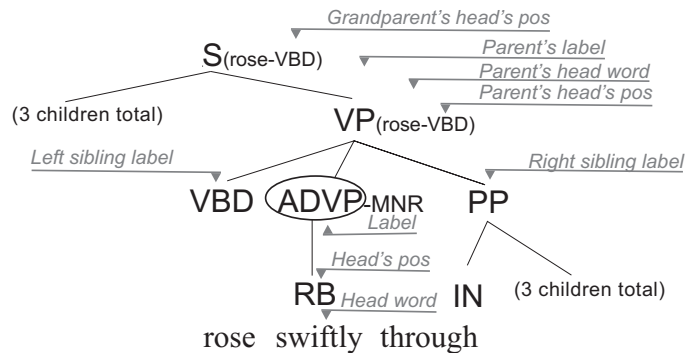 Grandparent's head's pos
S(rose-VBD)
Parent's label
Parent's head word
Parent's head's pos
(3 children total)
VP(rose-VBD)
Left sibling label
Right sibling label
VBD ADVP-MNR PP
Label
Head's pos
RB IN (3 children total)
Head word
rose swiftly through